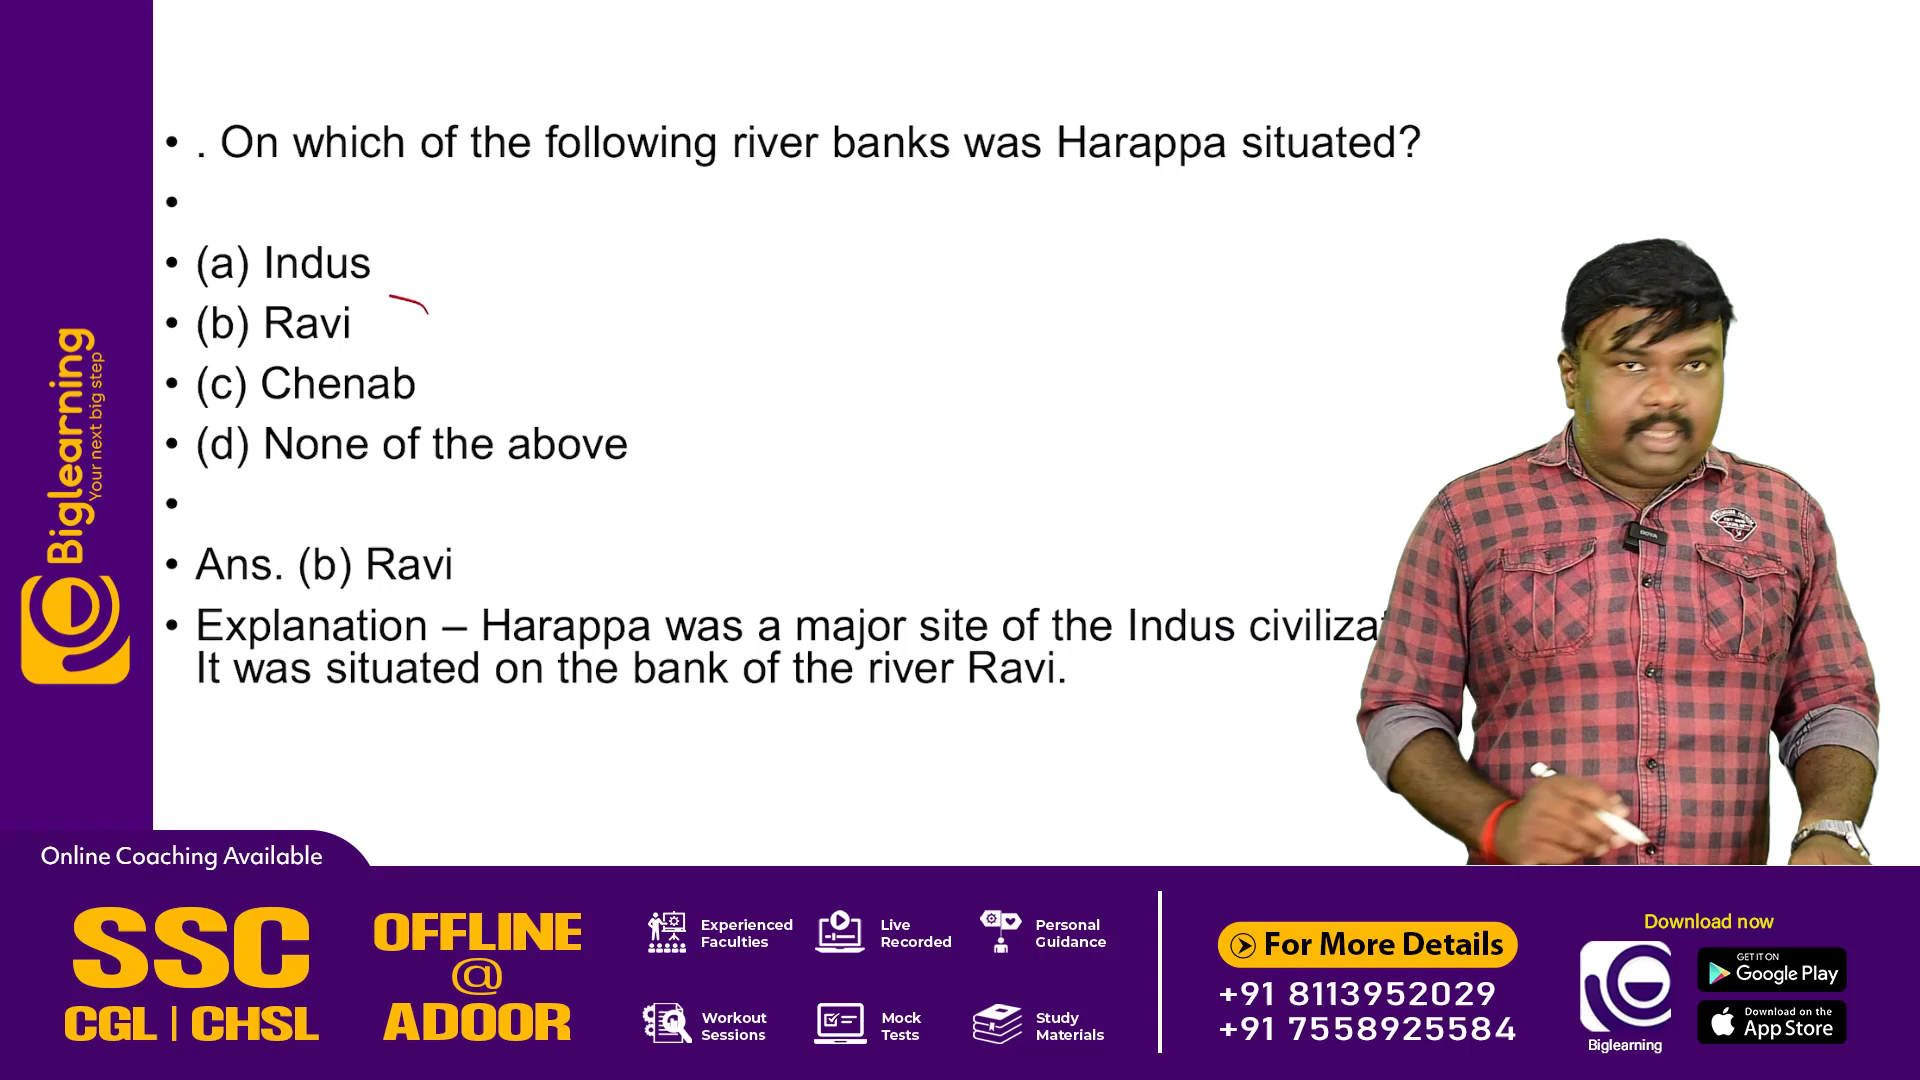 • . On which of the following river banks was Harappa situated?
•
• (a) Indus
• (b) Ravi
• (c) Chenab
• (d) None of the above
•
• Ans. (b) Ravi
• Explanation – Harappa was a major site of the Indus
It was situated on the bank of the river Ravi.
Biglearning
Your next big step
Online Coaching Available
SSC
CGL | CHSL
OFFLINE
@
ADOOR
Experienced
Faculties
Live
Recorded
Personal
Guidance
Workout
Sessions
Mock
Tests
Study
Materials
For More Details
+91 8113952029
+91 7558925584
Download now
Biglearning
GET IT ON
Google Play
Download on the
App Store
BOYA